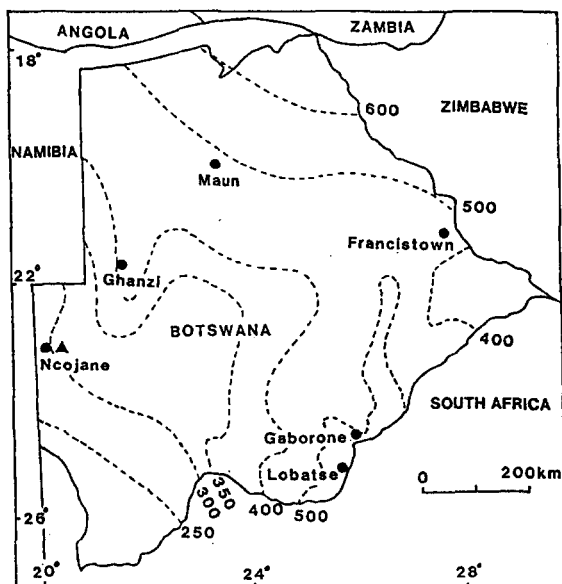 ANGOLA
ZAMBIA
18°
600
ZIMBABWE
NAMIBIA
Maun
500
Francistown
Ghanzi
22°
BOTSWANA
400
Ncojane
SOUTH AFRICA
Gaborone
Lobatse
0 200km
350
300
400
500
250
26°
20°
24°
28°